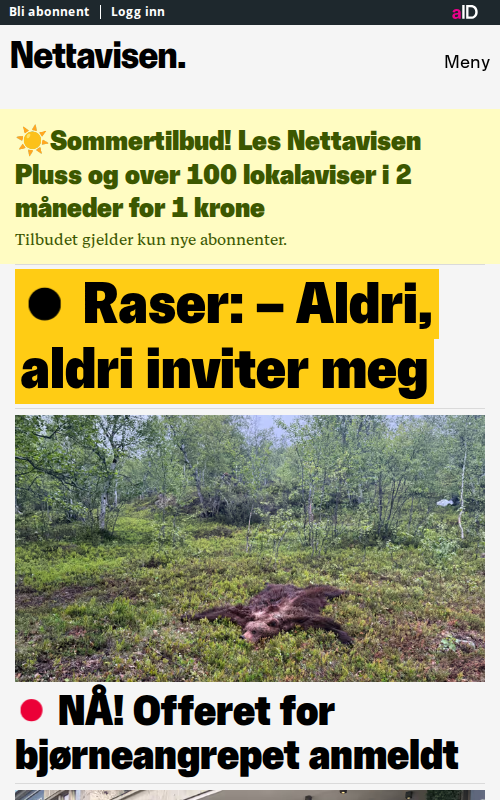 Bli abonnent | Logg inn
aID
Nettavisen.
Meny
☀️Sommertilbud! Les Nettavisen
Pluss og over 100 lokalaviser i 2
måneder for 1 krone
Tilbudet gjelder kun nye abonnenter.
● Raser: – Aldri,
aldri inviter meg
● NÅ! Offeret for
bjørneangrepet anmeldt